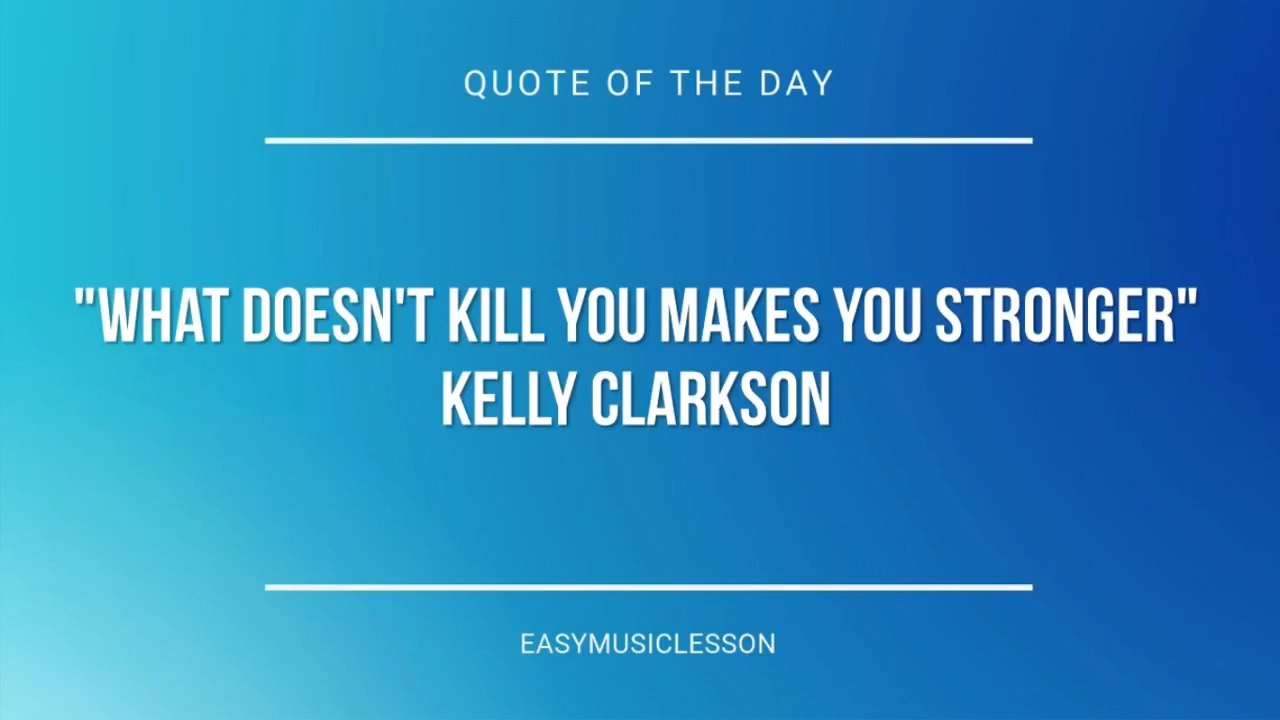 QUOTE OF THE DAY
"WHAT DOESN'T KILL YOU MAKES YOU STRONGER"
KELLY CLARKSON
EASYMUSICLESSON